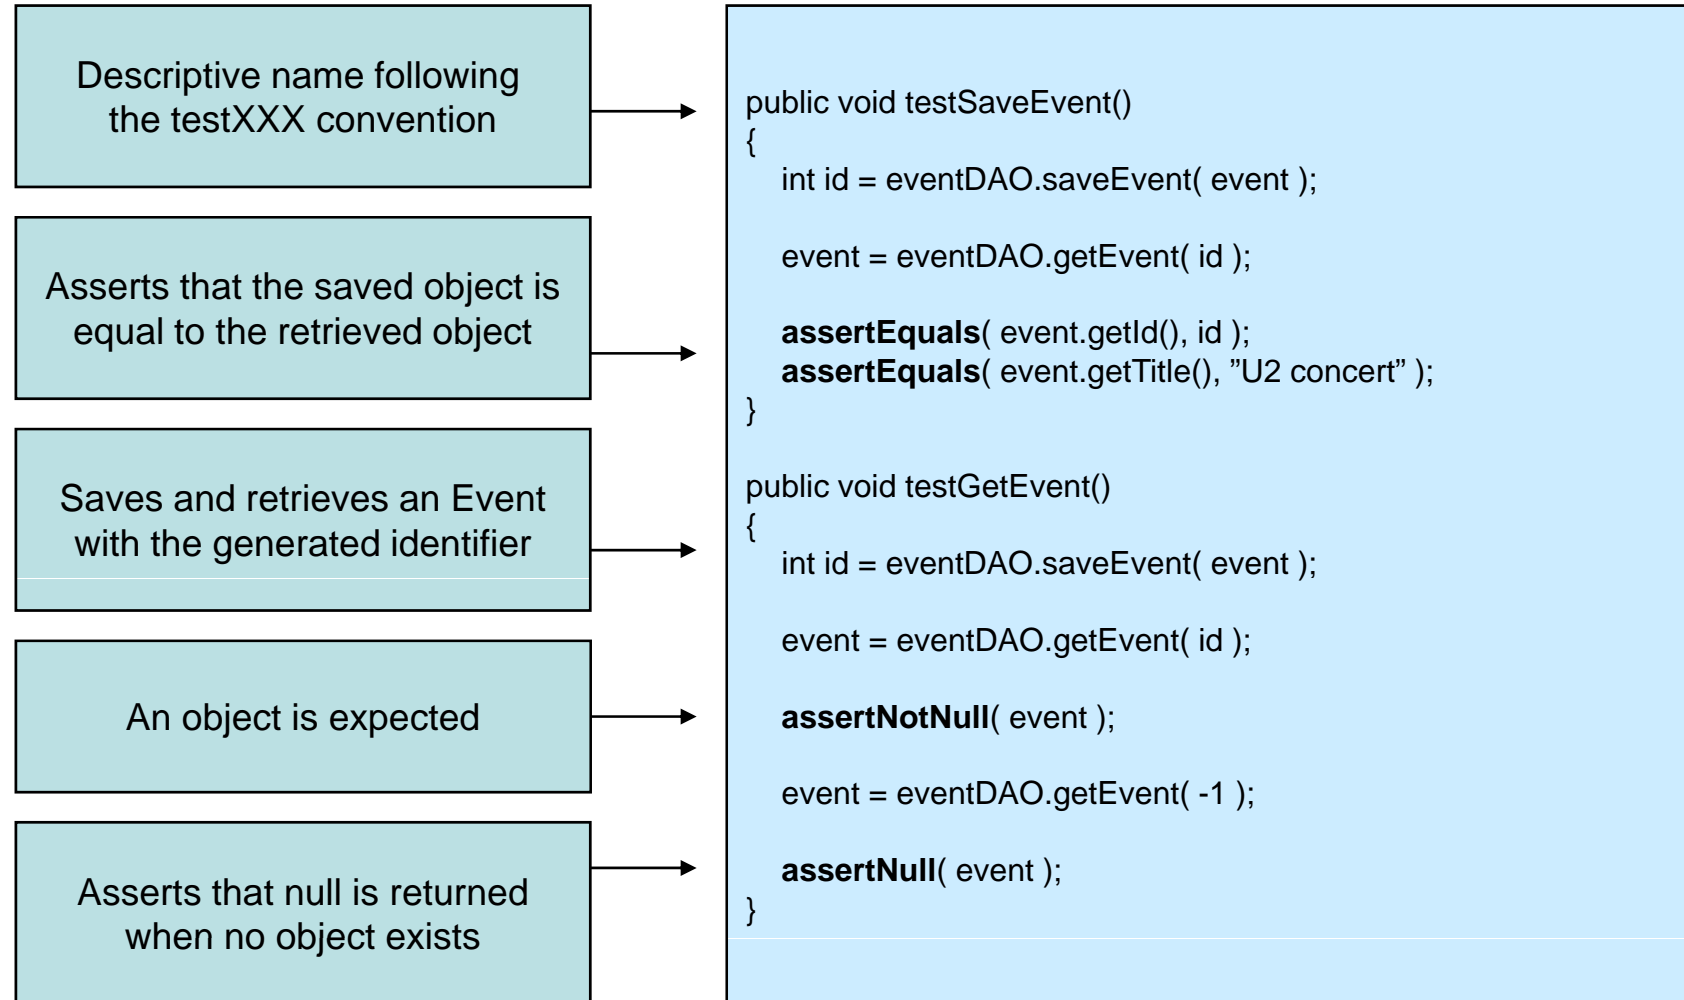 Descriptive name following
the testXXX convention
Asserts that the saved object is
equal to the retrieved object
Saves and retrieves an Event
with the generated identifier
An object is expected
Asserts that null is returned
when no object exists
public void testSaveEvent()
{
int id = eventDAO.saveEvent( event );
event = eventDAO.getEvent( id );
assertEquals( event.getId(), id );
assertEquals( event.getTitle(), ”U2 concert” );
}
public void testGetEvent()
{
int id = eventDAO.saveEvent( event );
event = eventDAO.getEvent( id );
assertNotNull( event );
event = eventDAO.getEvent( -1 );
assertNull( event );
}